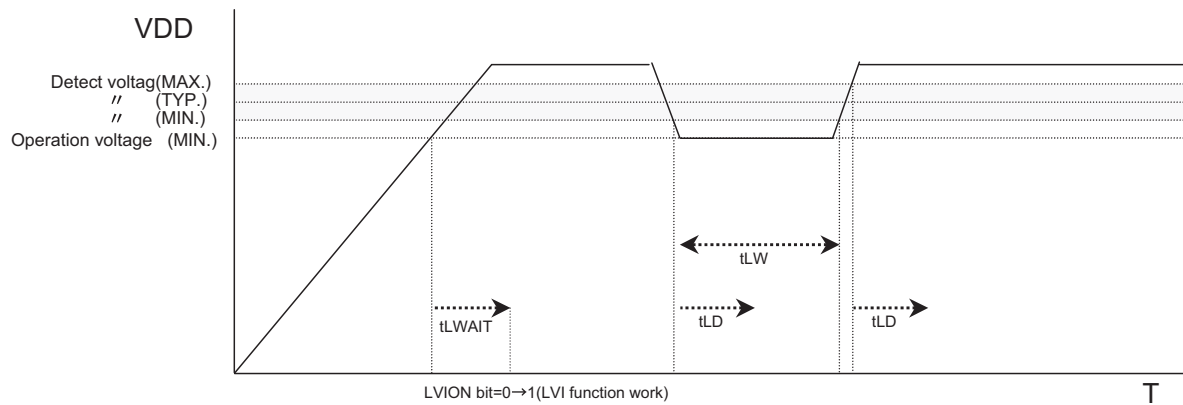 VDD
Detect voltag(MAX.)
〃 (TYP.)
〃 (MIN.)
Operation voltage (MIN.)
tLW
tLWAIT
tLD
tLD
LVION bit=0→1(LVI function work)
T